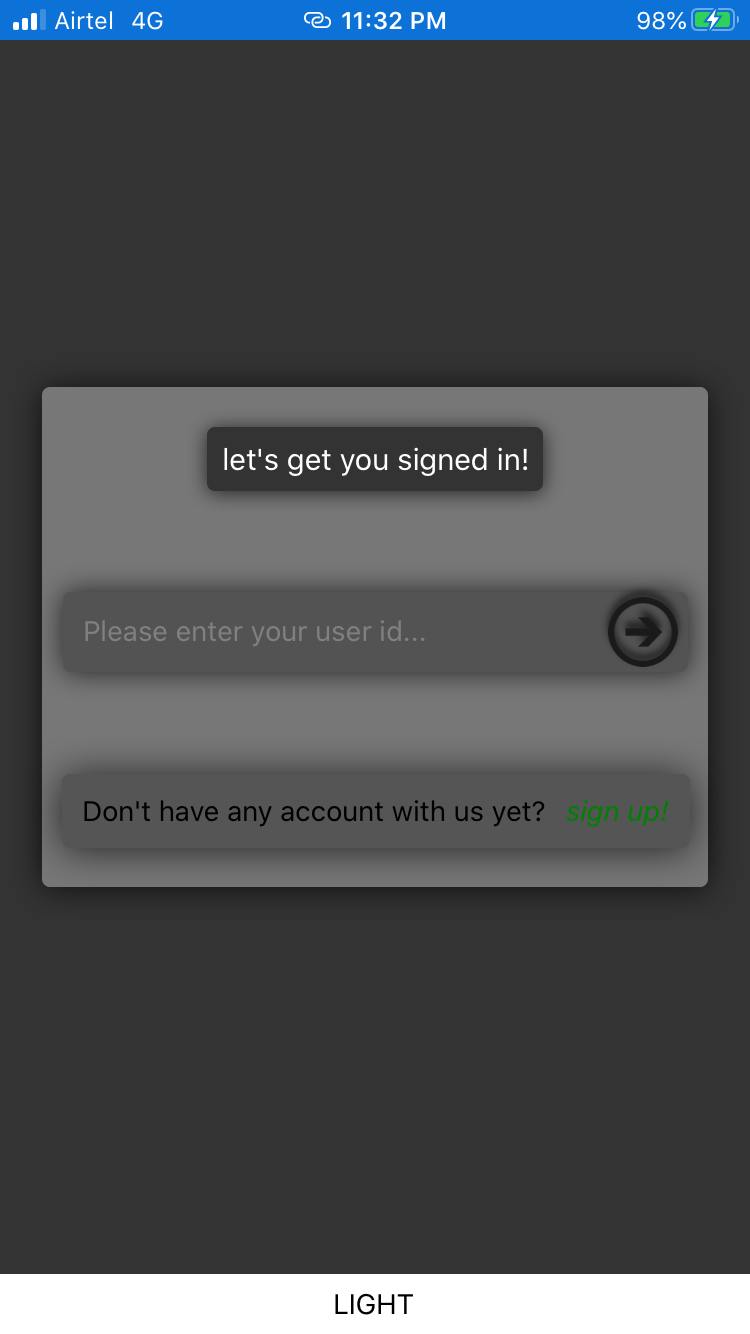 Airtel 4G 11:32 PM 98%
let's get you signed in!
Please enter your user id...
Don't have any account with us yet? sign up!
LIGHT